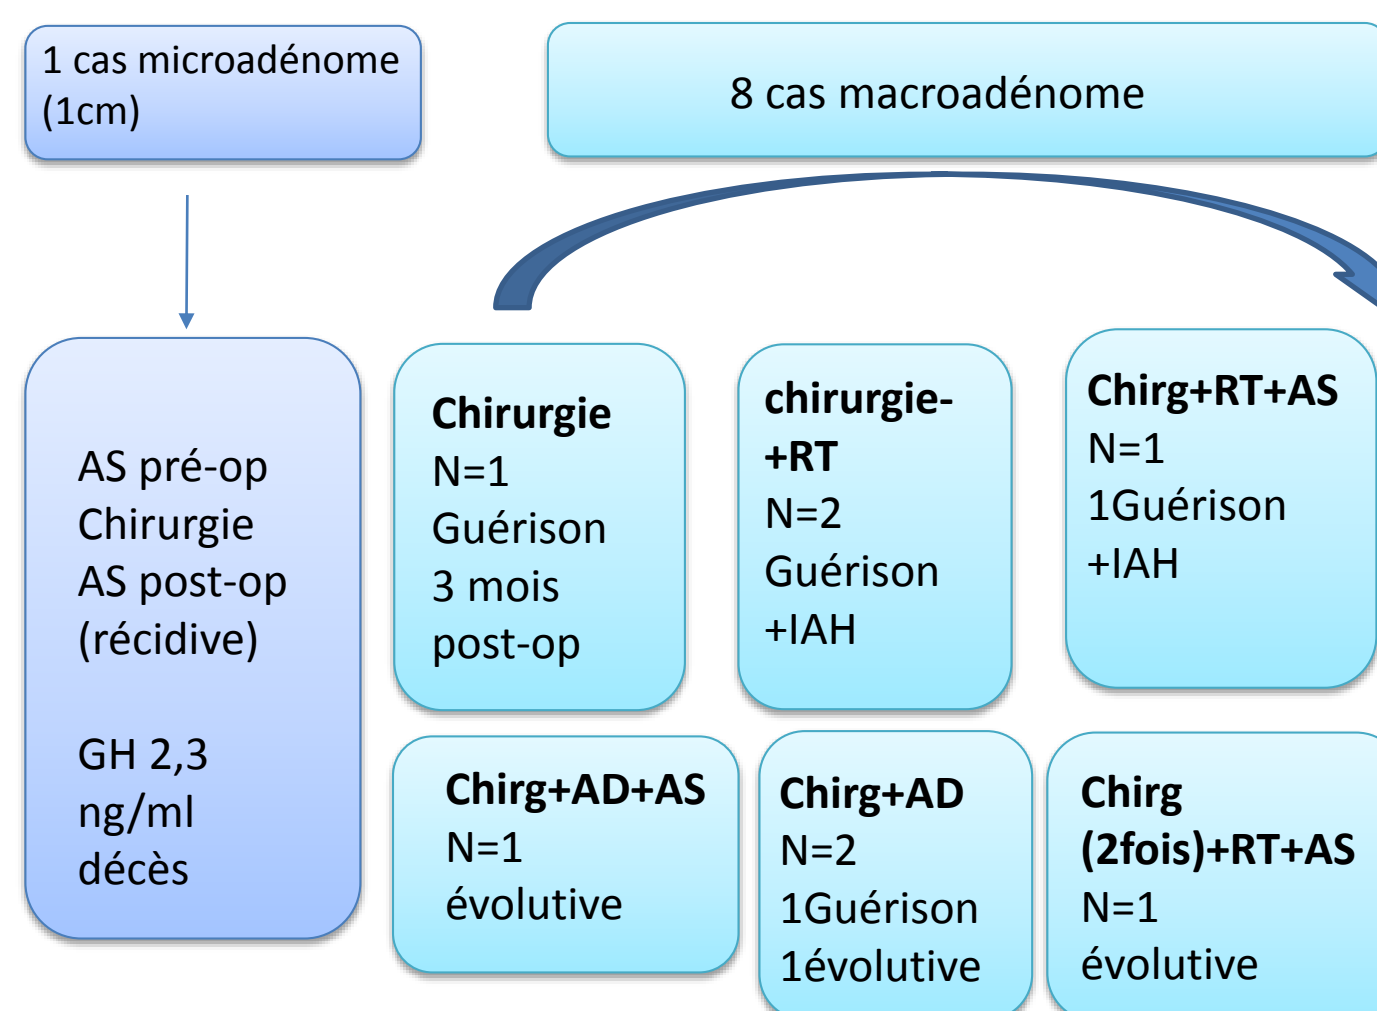 1 cas microadénome
(1cm)
8 cas macroadénome
AS pré-op
Chirurgie
AS post-op
(récidive)
GH 2,3
ng/ml
décès
Chirurgie
N=1
Guérison
3 mois
post-op
chirurgie-
+RT
N=2
Guérison
+IAH
Chirg+RT+AS
N=1
1Guérison
+IAH
Chirg+AD+AS
N=1
évolutive
Chirg+AD
N=2
1Guérison
1évolutive
Chirg
(2fois)+RT+AS
N=1
évolutive